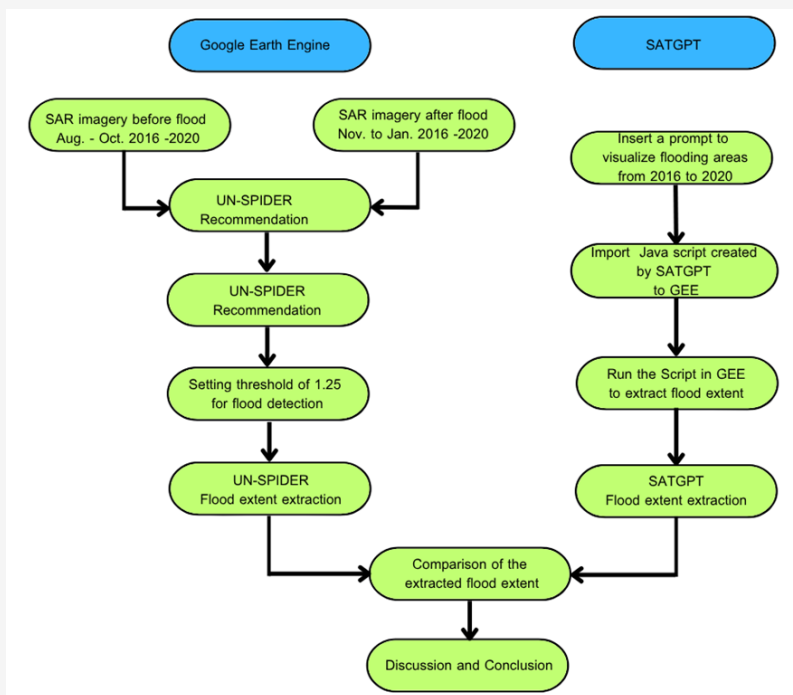 Google Earth Engine
SATGPT
SAR imagery before flood
Aug. - Oct. 2016 -2020
SAR imagery after flood
Nov. to Jan. 2016 -2020
Insert a prompt to
visualize flooding areas
from 2016 to 2020
UN-SPIDER
Recommendation
Import Java script created
by SATGPT
to GEE
UN-SPIDER
Recommendation
Setting threshold of 1.25
for flood detection
Run the Script in GEE
to extract flood extent
UN-SPIDER
Flood extent extraction
SATGPT
Flood extent extraction
Comparison of the
extracted flood extent
Discussion and Conclusion